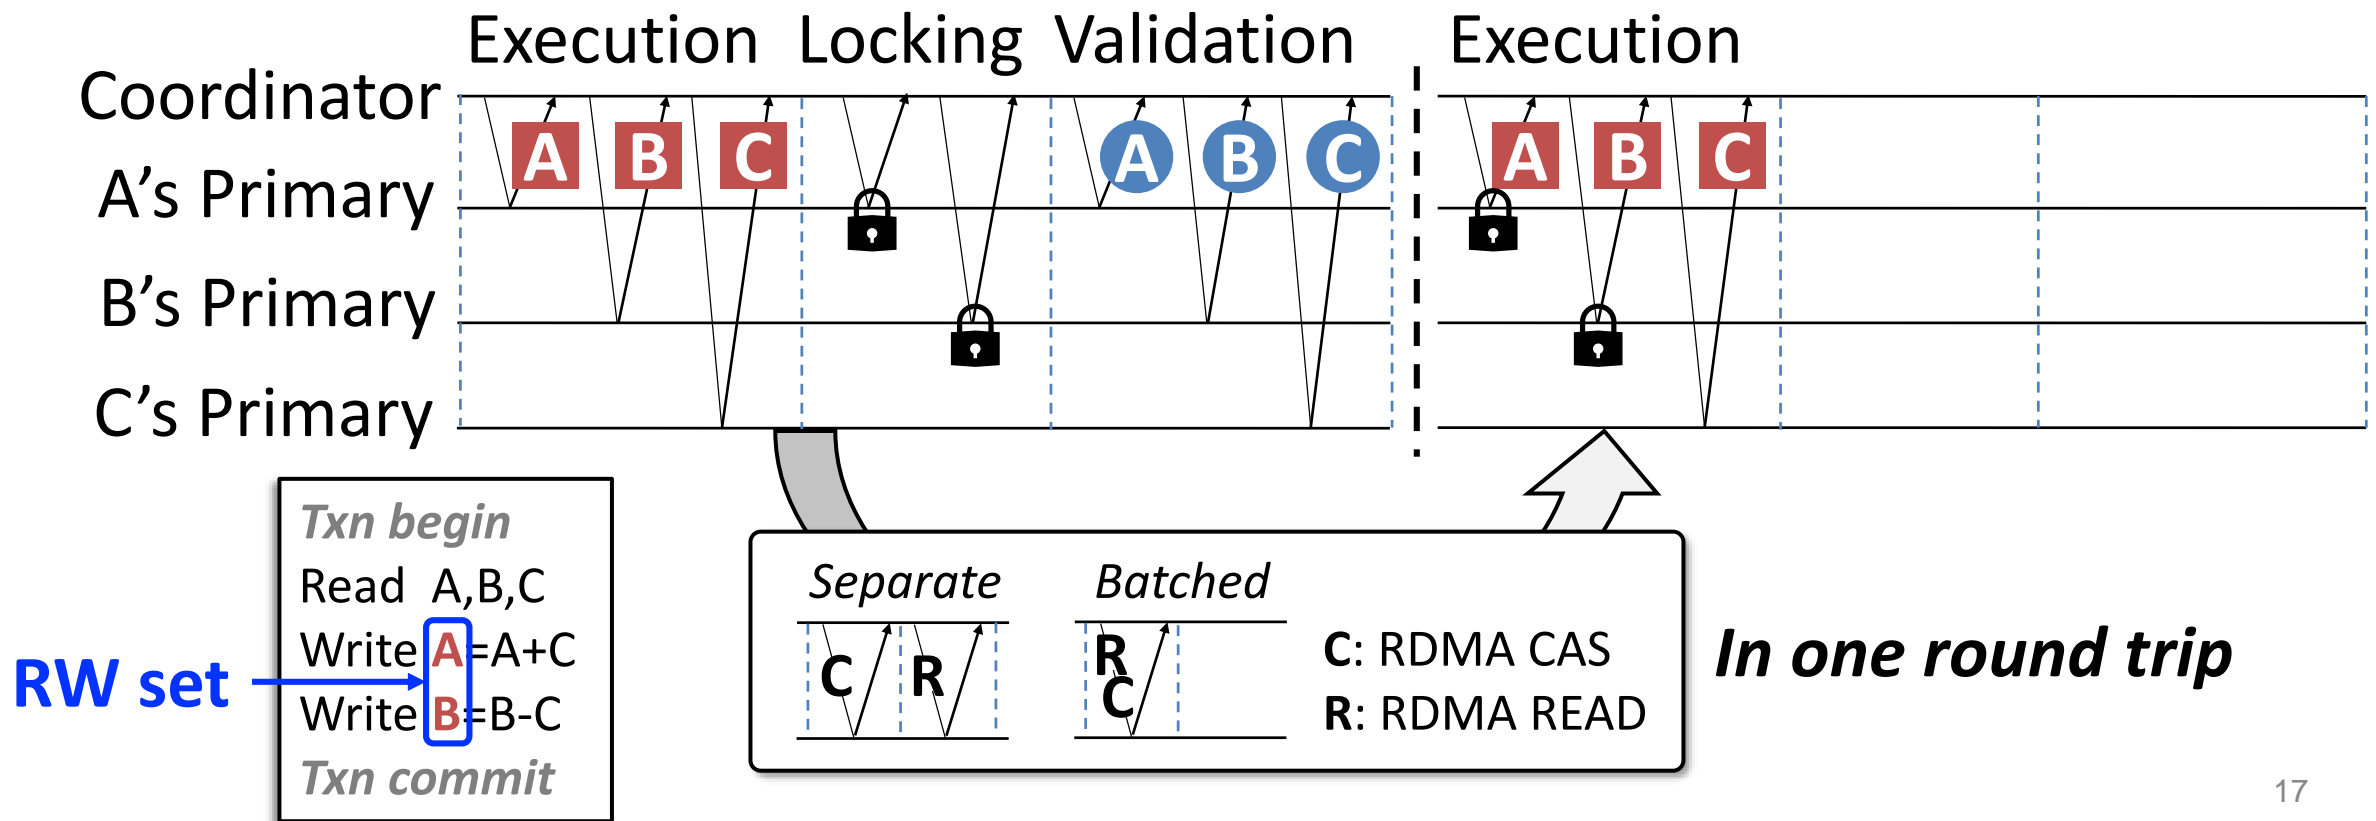 Execution Locking Validation Execution
Coordinator
A B C A B C A B C
A's Primary
B's Primary
C's Primary
Txn begin
Read A,B,C
Write A=A+C
Write B=B-C
Txn commit
RW set
Separate Batched
C R R
C
C: RDMA CAS
R: RDMA READ
In one round trip
17